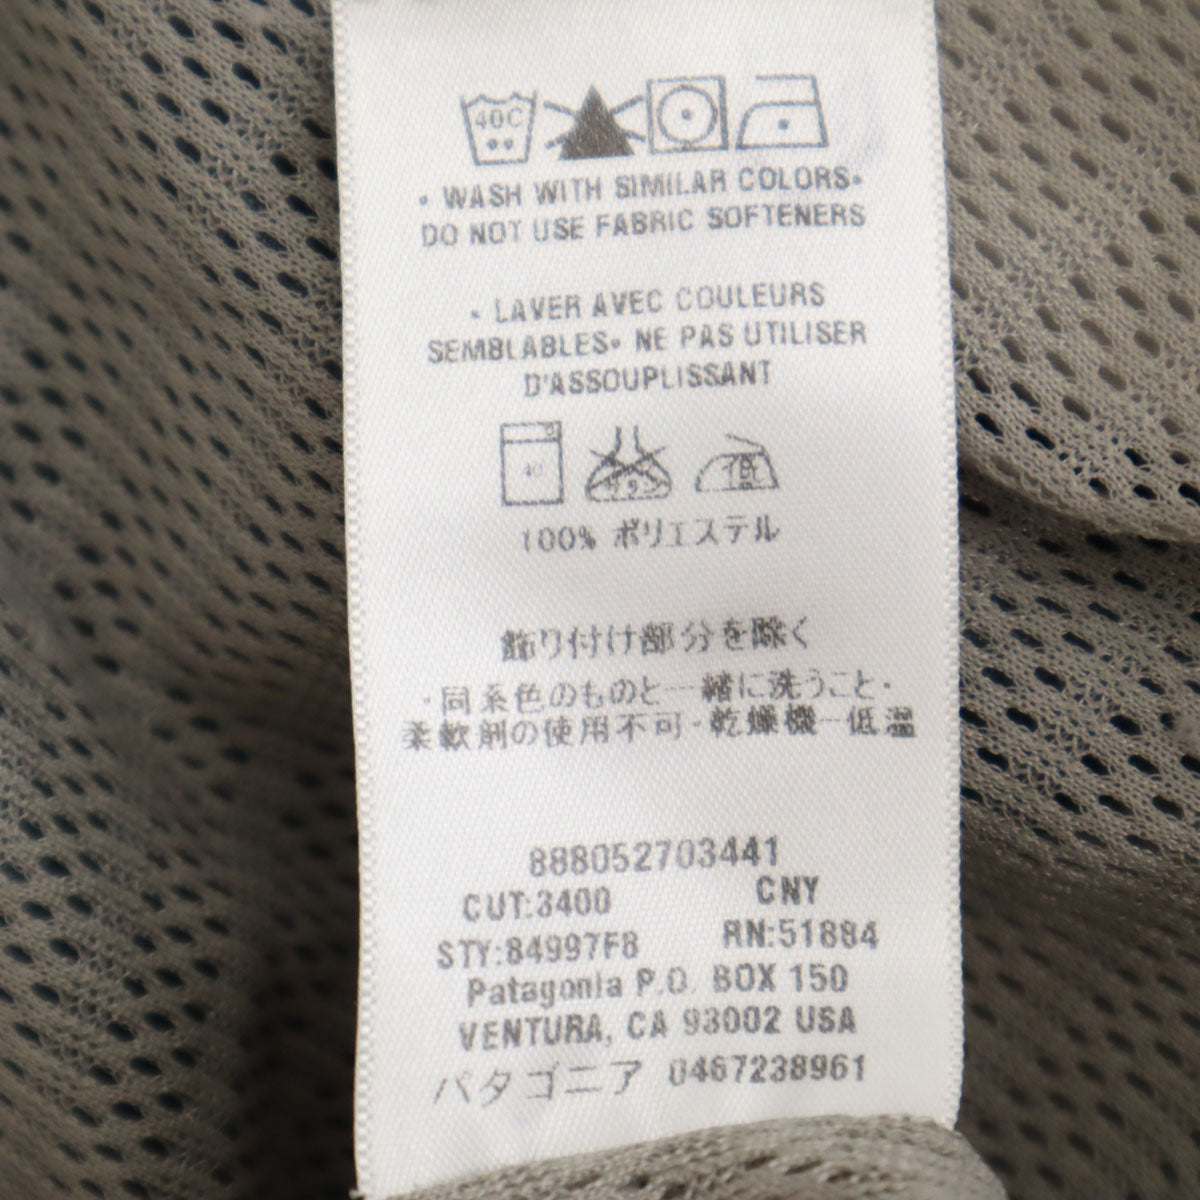 40C
• WASH WITH SIMILAR COLORS•
DO NOT USE FABRIC SOFTENERS
• LAVER AVEC COULEURS
SEMBLABLES• NE PAS UTILISER
D'ASSOUPLISSANT
40 低
100% ポリエステル
飾り付け部分を除く
・同系色のものと一緒に洗うこと・
柔軟剤の使用不可・乾燥機ー低温
888052703441
CUT:3400 CNY
STY:84997F8 RN:51884
Patagonia P.O. BOX 150
VENTURA, CA 93002 USA
パタゴニア 0467238961